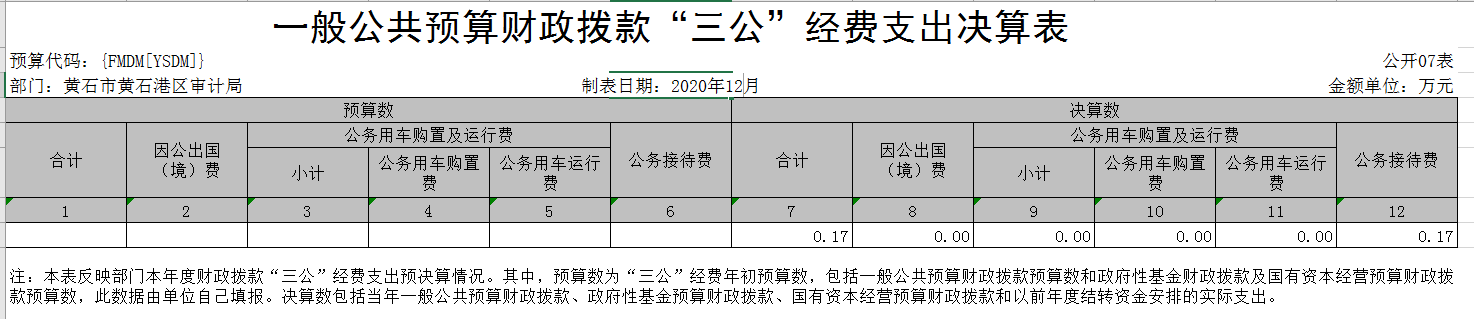 一般公共预算财政拨款“三公”经费支出决算表
预算代码：{FMDM[YSDM]}
公开07表
部门：黄石市黄石港区审计局
制表日期：2020年12月
金额单位：万元
预算数
决算数
合计
因公出国（境）费
公务用车购置及运行费
公务接待费
合计
因公出国（境）费
公务用车购置及运行费
公务接待费
小计
公务用车购置费
公务用车运行费
小计
公务用车购置费
公务用车运行费
1 2 3 4 5 6 7 8 9 10 11 12
0.17 0.00 0.00 0.00 0.00 0.17
注：本表反映部门本年度财政拨款“三公”经费支出预决算情况。其中，预算数为“三公”经费年初预算数，包括一般公共预算财政拨款预算数和政府性基金财政拨款及国有资本经营预算财政拨
款预算数，此数据由单位自己填报。决算数包括当年一般公共预算财政拨款、政府性基金预算财政拨款、国有资本经营预算财政拨款和以前年度结转资金安排的实际支出。